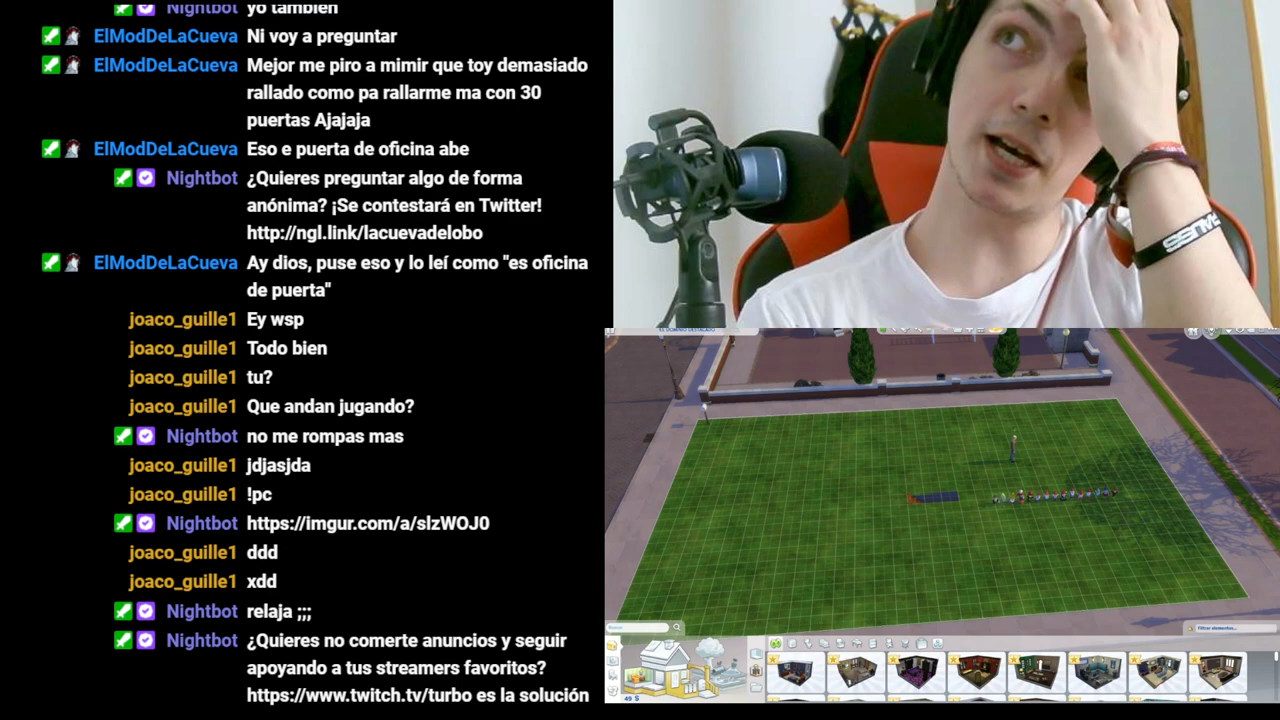 Nightbot yo también
ElModDeLaCueva Ni voy a preguntar
ElModDeLaCueva Mejor me piro a mimir que toy demasiado
rallado como pa rallarme ma con 30
puertas Ajajaja
ElModDeLaCueva Eso e puerta de oficina abe
Nightbot ¿Quieres preguntar algo de forma
anónima? ¡Se contestará en Twitter!
http://ngl.link/lacuevadelobo
ElModDeLaCueva Ay dios, puse eso y lo leí como "es oficina
de puerta"
joaco_guille1 Ey wsp
joaco_guille1 Todo bien
joaco_guille1 tu?
joaco_guille1 Que andan jugando?
Nightbot no me rompas mas
joaco_guille1 jdjasjda
joaco_guille1 !pc
Nightbot https://imgur.com/a/slzWOJ0
joaco_guille1 ddd
joaco_guille1 xdd
Nightbot relaja ;;;
Nightbot ¿Quieres no comerte anuncios y seguir
apoyando a tus streamers favoritos?
https://www.twitch.tv/turbo es la solución
Filtrar elementos...
49 $